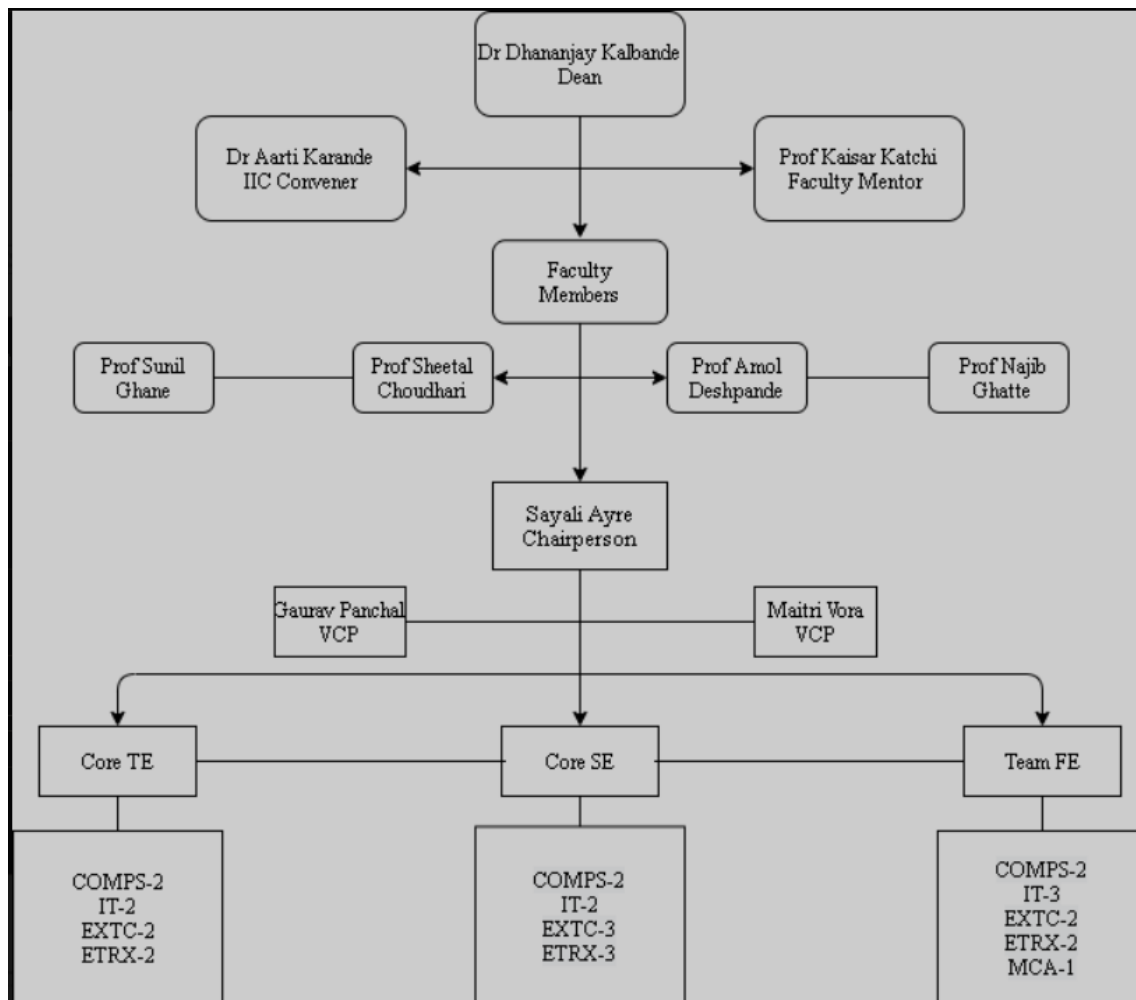 Dr Dhananjay Kalbande
Dean
Dr Aarti Karande
IIC Convener
Prof Kaisar Katchi
Faculty Mentor
Faculty
Members
Prof Sunil
Ghane
Prof Sheetal
Choudhari
Prof Amol
Deshpande
Prof Najib
Ghatte
Sayali Ayre
Chairperson
Gaurav Panchal
VCP
Maitri Vora
VCP
Core TE
Core SE
Team FE
COMPS-2
IT-2
EXTC-2
ETRX-2
COMPS-2
IT-2
EXTC-3
ETRX-3
COMPS-2
IT-3
EXTC-2
ETRX-2
MCA-1